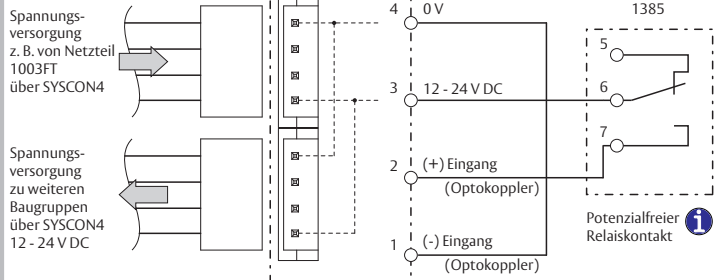 Spannungs-
versorgung
z. B. von Netzteil
1003FT
über SYSCON4
Spannungs-
versorgung
zu weiteren
Baugruppen
über SYSCON4
12 - 24 V DC
4
0 V
3
12 - 24 V DC
2
(+) Eingang
(Optokoppler)
1
(-) Eingang
(Optokoppler)
1385
5
6
7
Potenzialfreier
Relaiskontakt
i